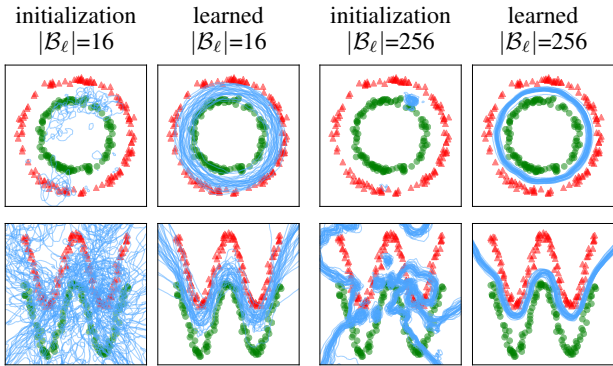 initialization learned initialization learned
|𝓑ℓ|=16 |𝓑ℓ|=16 |𝓑ℓ|=256 |𝓑ℓ|=256